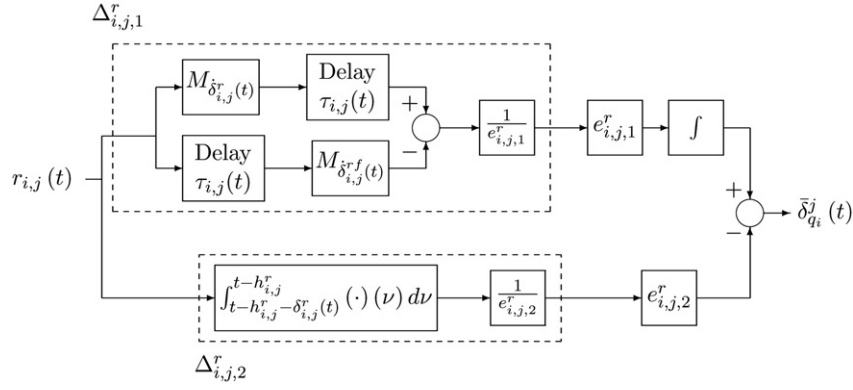 Δ^r_{i,j,1}
M_{δ̇^r_{i,j}(t)}
Delay
τ_{i,j}(t)
+
−
1/e^r_{i,j,1}
e^r_{i,j,1}
∫
Delay
τ_{i,j}(t)
M_{δ̇^{rf}_{i,j}(t)}
r_{i,j}(t)
+
−
δ̄^j_{q_i}(t)
∫_{t−h^r_{i,j}−δ^r_{i,j}(t)}^{t−h^r_{i,j}} (·)(ν) dν
1/e^r_{i,j,2}
e^r_{i,j,2}
Δ^r_{i,j,2}